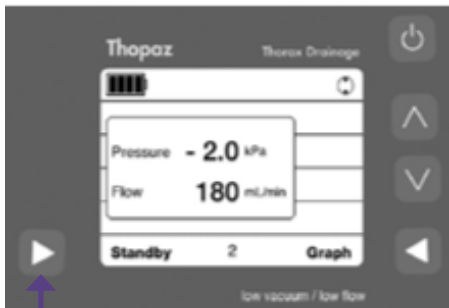 Thopaz Thorax Drainage
Pressure - 2.0 kPa
Flow 180 mL/min
Standby 2 Graph
low vacuum / low flow